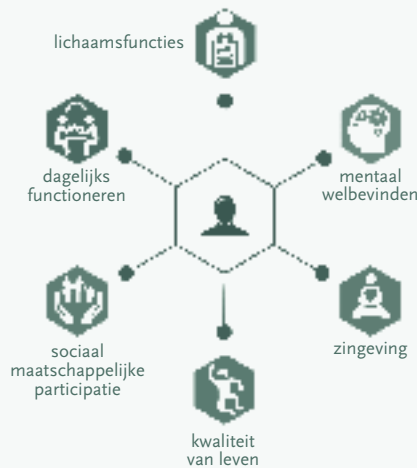 lichaamsfuncties
dagelijks
functioneren
mentaal
welbevinden
sociaal
maatschappelijke
participatie
zingeving
kwaliteit
van leven